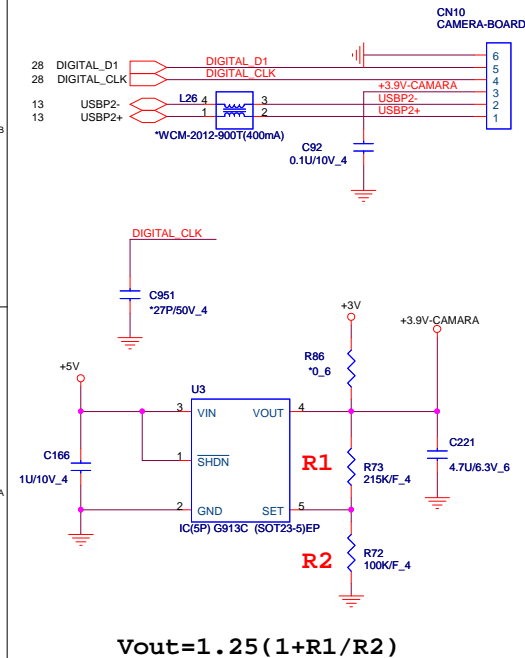 CN10
CAMERA-BOARD
6
28 DIGITAL_D1 DIGITAL_D1 5
28 DIGITAL_CLK DIGITAL_CLK 4
+3.9V-CAMARA 3
13 USBP2- L26 4 3 USBP2- 2
13 USBP2+ 1 2 USBP2+ 1
*WCM-2012-900T(400mA)
B
C92
0.1U/10V_4
DIGITAL_CLK
C951
*27P/50V_4
+3V
+3.9V-CAMARA
R86
*0_6
+5V
U3
3 VIN VOUT 4
C166
1U/10V_4
1 SHDN
R1
R73
215K/F_4
C221
4.7U/6.3V_6
A
2 GND SET 5
IC(5P) G913C (SOT23-5)EP
R2
R72
100K/F_4
Vout=1.25(1+R1/R2)